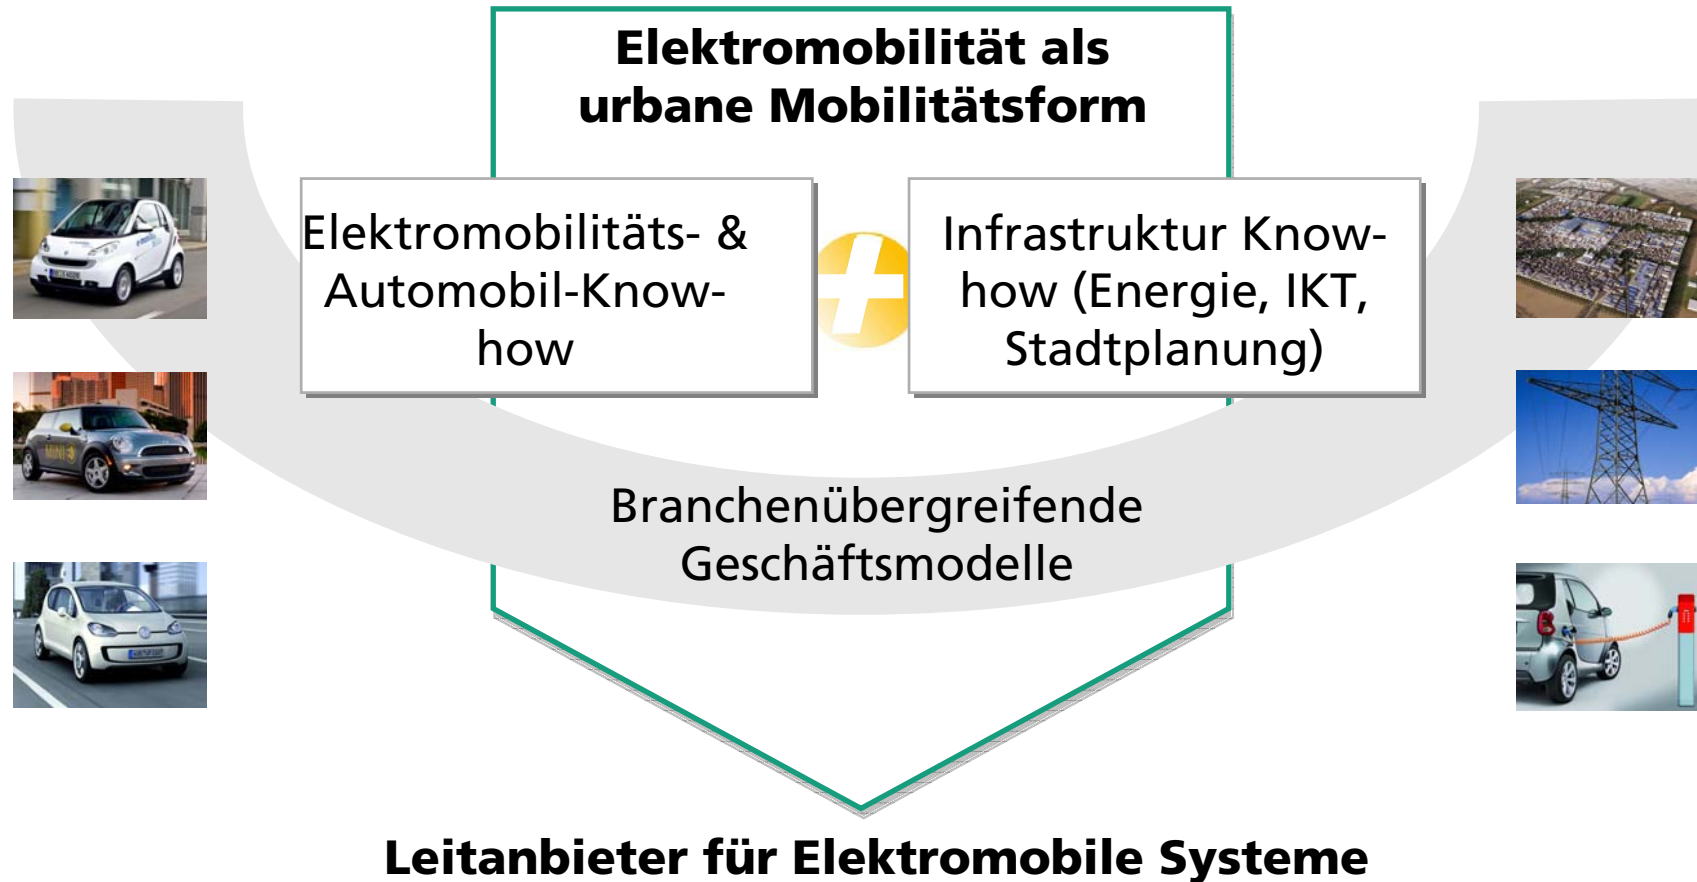 Elektromobilität als
urbane Mobilitätsform
Elektromobilitäts- &
Automobil-Know-
how
Infrastruktur Know-
how (Energie, IKT,
Stadtplanung)
MINI
Branchenübergreifende
Geschäftsmodelle
Leitanbieter für Elektromobile Systeme